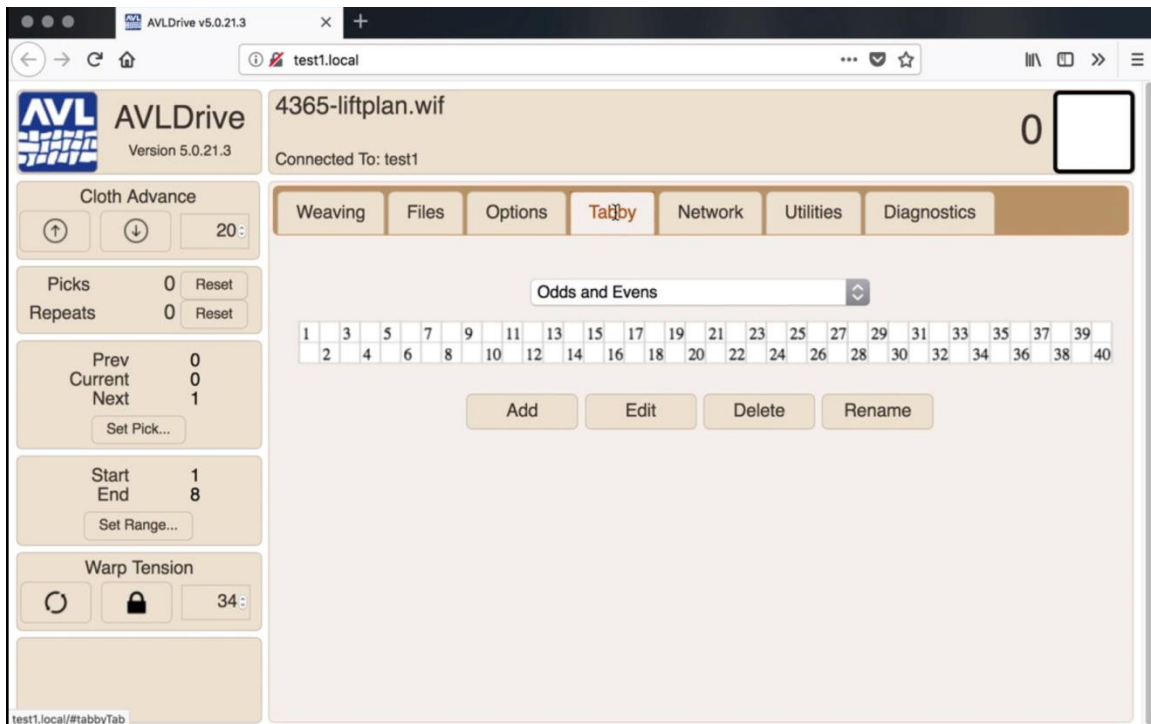 AVLDrive v5.0.21.3
test1.local
AVL
AVLDrive
Version 5.0.21.3
4365-liftplan.wif
Connected To: test1
0
Cloth Advance
20
Picks 0 Reset
Repeats 0 Reset
Prev 0
Current 0
Next 1
Set Pick...
Start 1
End 8
Set Range...
Warp Tension
34
Weaving Files Options Tabby Network Utilities Diagnostics
Odds and Evens
1 3 5 7 9 11 13 15 17 19 21 23 25 27 29 31 33 35 37 39
2 4 6 8 10 12 14 16 18 20 22 24 26 28 30 32 34 36 38 40
Add Edit Delete Rename
test1.local/#tabbyTab